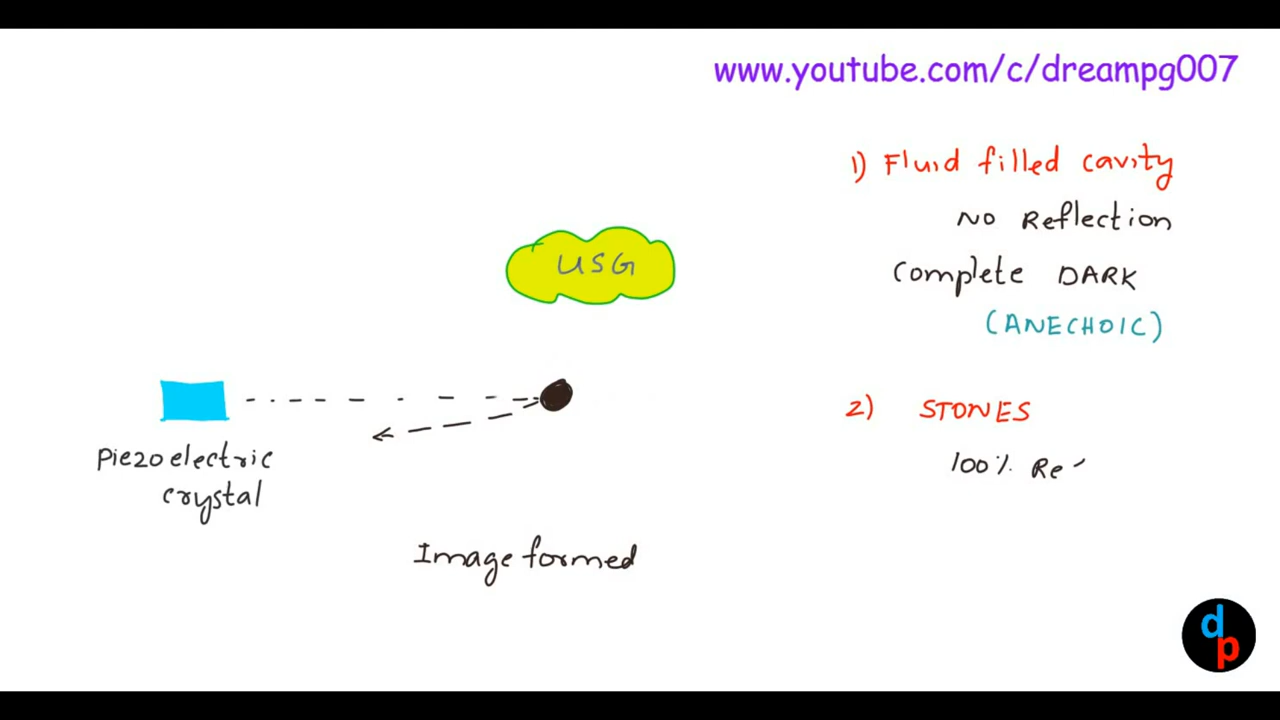 www.youtube.com/c/dreampg007
1) Fluid filled cavity
NO Reflection
Complete DARK
(ANECHOIC)
USG
Piezoelectric
crystal
Image formed
2) STONES
100% Re
dp